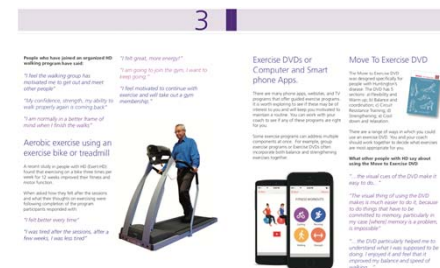 3
People who have joined an organised HD
walking program have said:
"I feel the walking group has
motivated me to get out and meet
other people"
"My confidence, strength, my ability to
walk properly again is coming back"
"I am normally in a better frame of
mind when I finish the walks"
Aerobic exercise using an
exercise bike or treadmill
A recent study in people with HD (Exert-HD)
found that exercising on a bike three times per
week for 12 weeks improved their fitness and
motor function.
When asked how they felt after the sessions
and what their thoughts on exercising were
following completion of the program
participants responded with:
"I felt better every time"
"I was tired after the sessions, after a
few weeks, I was less tired"
"I felt great, more energy!"
"I am going to join the gym, I want to
keep going."
"I feel motivated to continue with
exercise and will take out a gym
membership."
Exercise DVDs or
Computer and Smart
phone Apps.
There are many phone apps, websites, and TV
programs that offer guided exercise programs.
It is worth exploring to see if these may be of
interest to you and will keep you motivated to
maintain a routine. You can work with your
coach to see if any of these programs are right
for you.
Some exercise programs can address multiple
components at once. For example, group
exercise programs or Exercise DVDs often
incorporate both balance and strengthening
exercises together.
FITNESS WORKOUTS
Move To Exercise DVD
The Move to Exercise DVD
was designed specifically for
people with Huntington's
disease. The DVD has 5
sections: a) Flexibility and
Warm up b) Balance and
coordination; c) Circuit
Resistance Training; d)
Strengthening; e) Cool
down and relaxation.
There are a range of ways in which you could
use an exercise DVD. You and your coach
should work together to decide what exercises
are most appropriate for you.
What other people with HD say about
using the Move to Exercise DVD
"... the visual cues of the DVD make it
easy to do..."
"The visual thing of using the DVD
makes is much easier to do it, because
to do things that have to be
committed to memory, particularly in
my case [where] memory is a problem,
is impossible"
"... the DVD particularly helped me to
understand what I was supposed to be
doing. I enjoyed it and feel that it
improved my balance and speed of
walking..."